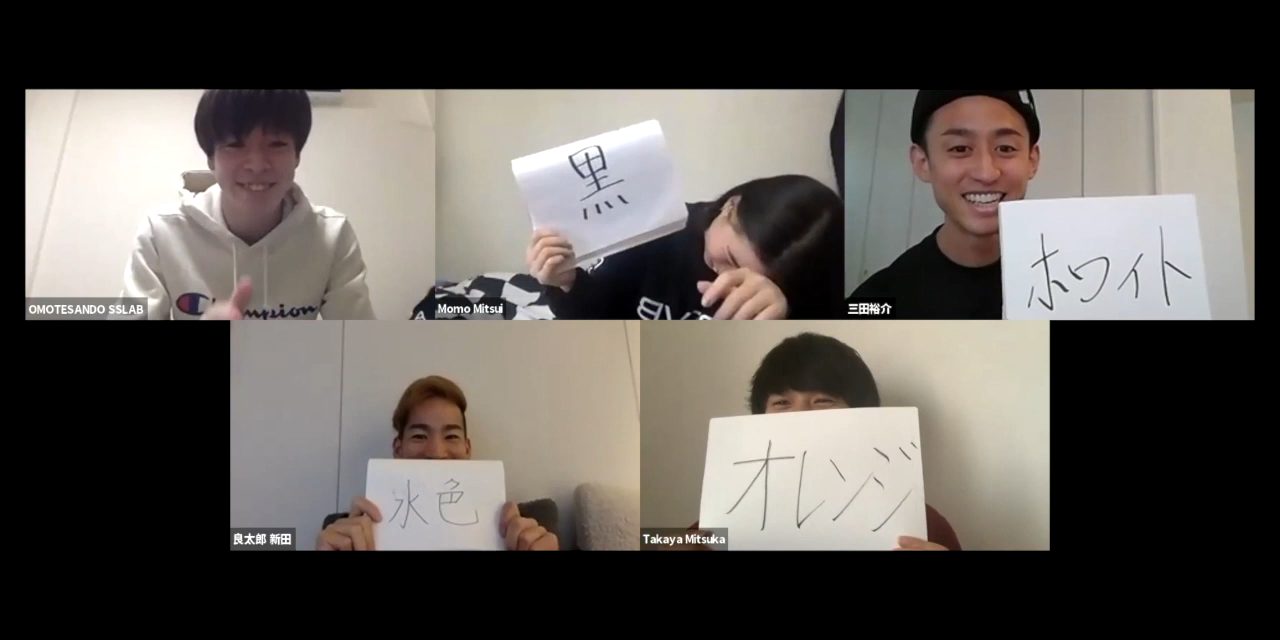 黒
ホワイト
Champion
OMOTESANDO SSLAB
Momo Mitsui
三田裕介
水色
オレンジ
良太郎 新田
Takaya Mitsuka